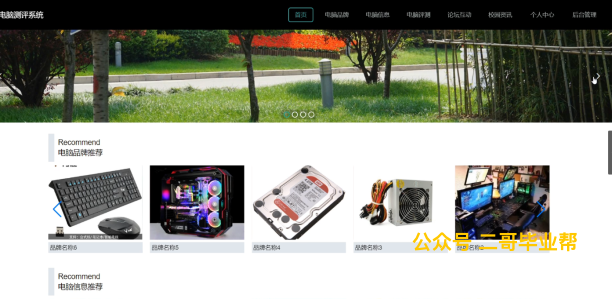 电脑测评系统
首页 电脑品牌 电脑信息 电脑评测 论坛互动 校园资讯 个人中心 后台管理
Recommend
电脑品牌推荐
品牌名称6 品牌名称5 品牌名称4 品牌名称3 品牌名称2
公众号:二哥毕业帮
Recommend
电脑信息推荐